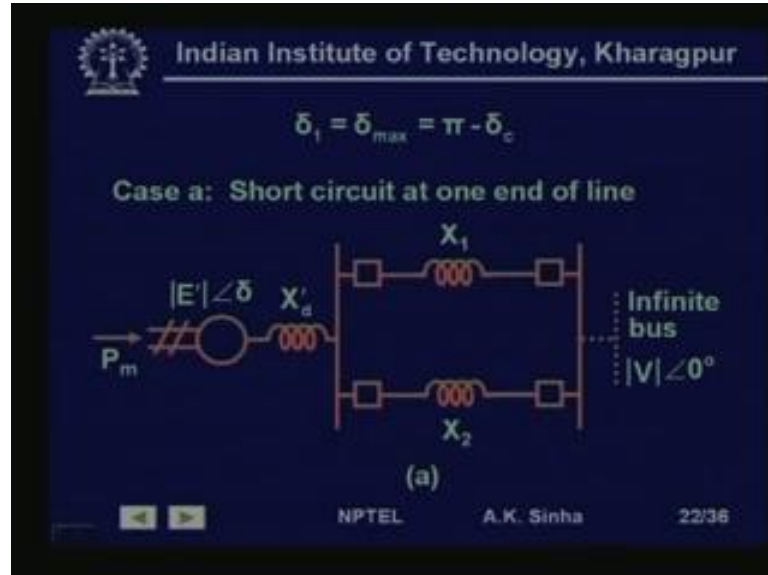 Indian Institute of Technology, Kharagpur
δ₁ = δmax = π - δc
Case a: Short circuit at one end of line
X₁
|E'|∠δ X'd
Infinite
bus
Pm
|V|∠0°
X₂
(a)
NPTEL A.K. Sinha 22/36